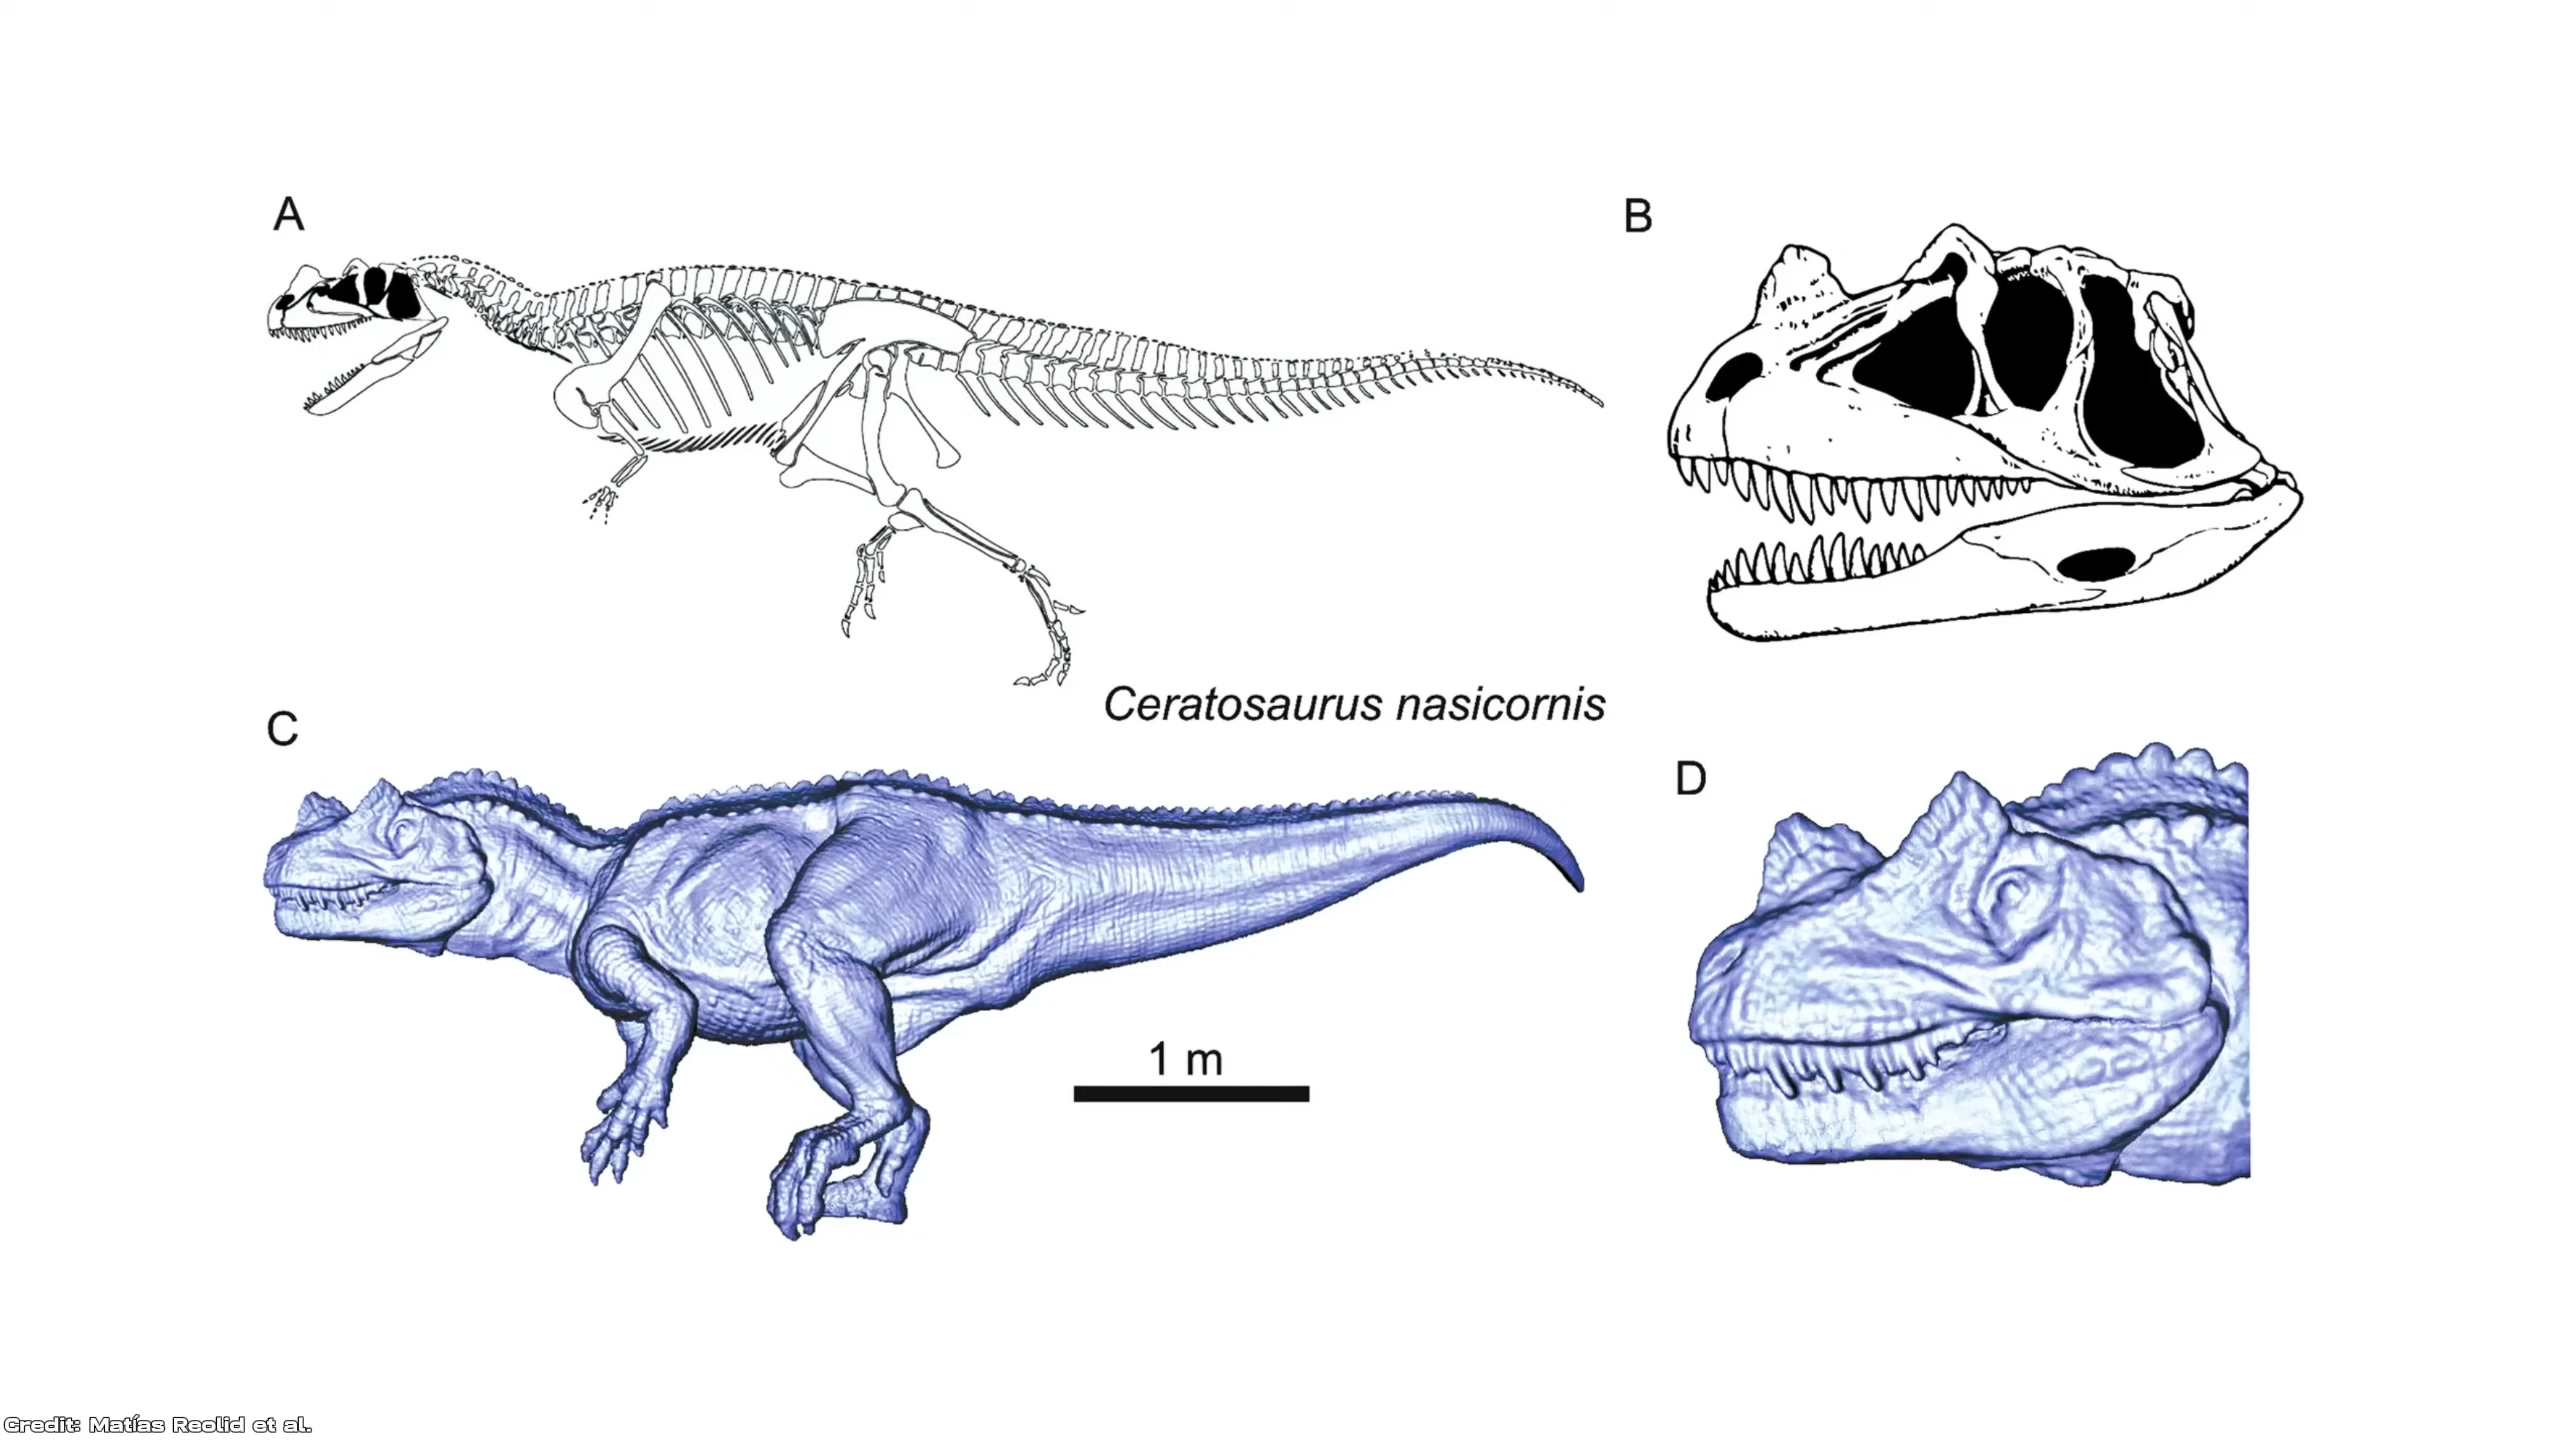 A
B
Ceratosaurus nasicornis
C
D
1 m
Credit: Matías Reolid et al.